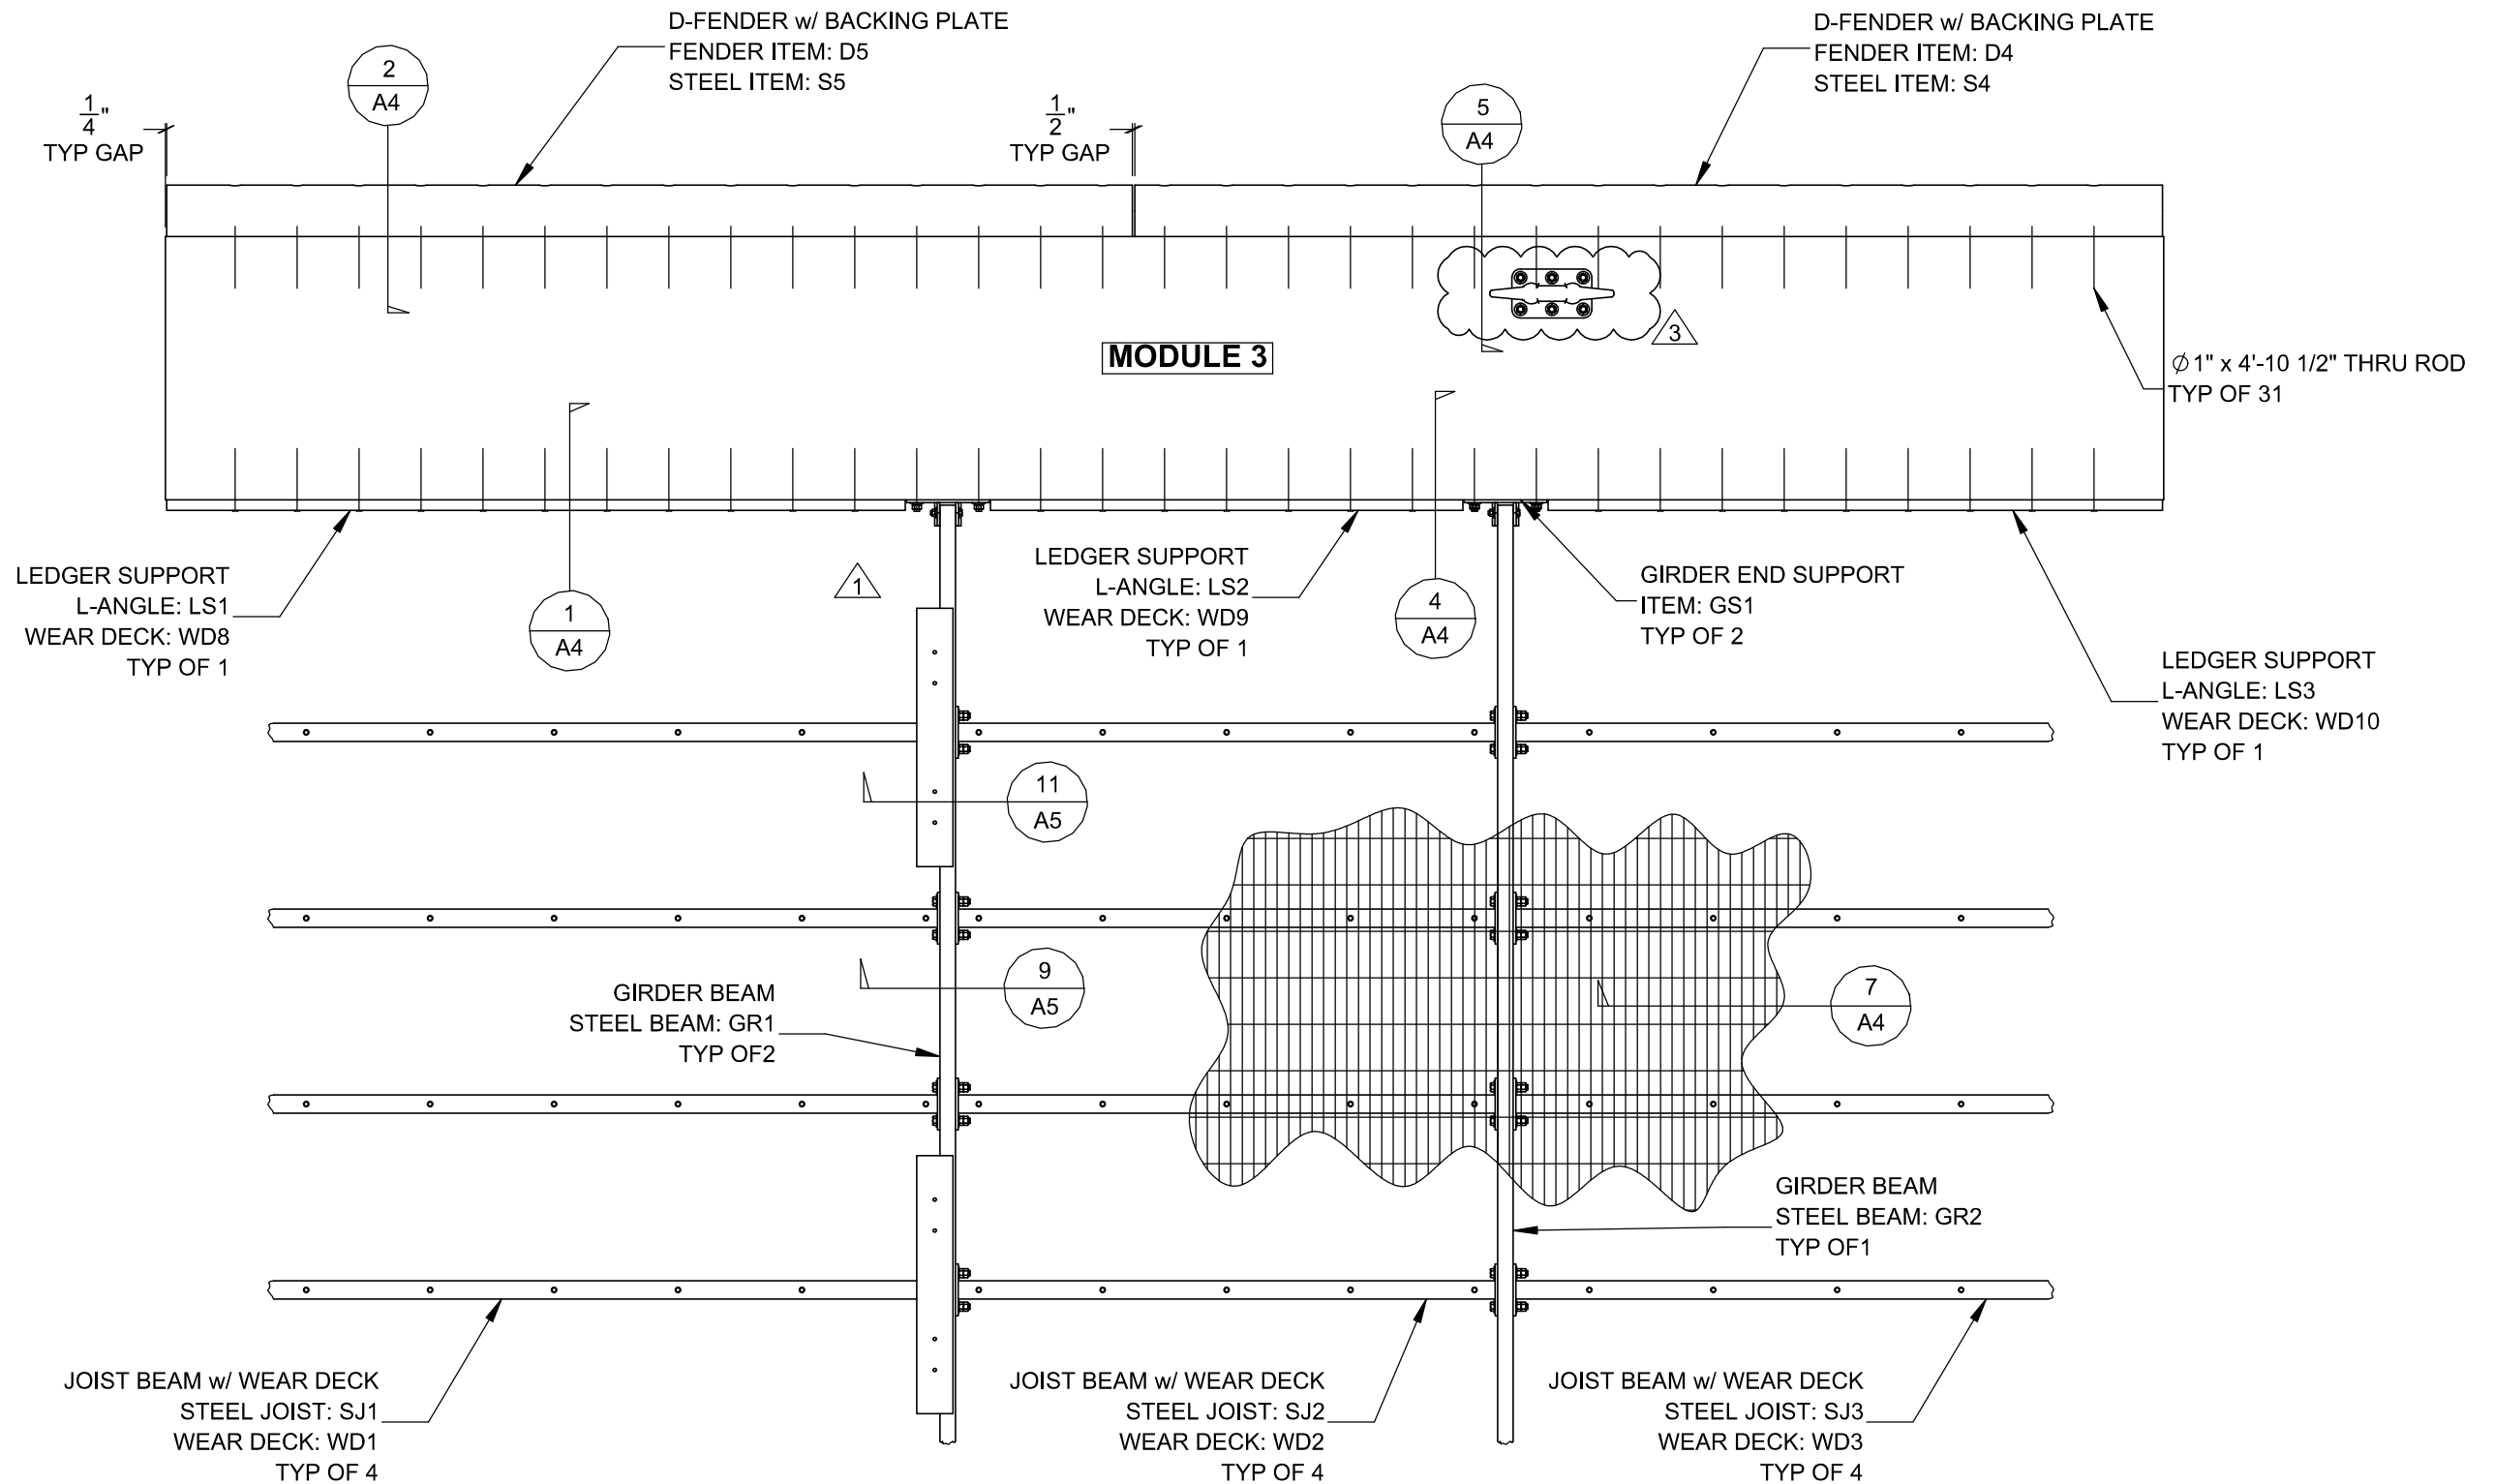 D-FENDER w/ BACKING PLATE
FENDER ITEM: D5
STEEL ITEM: S5
D-FENDER w/ BACKING PLATE
FENDER ITEM: D4
STEEL ITEM: S4
2
A4
5
A4
1/4"
TYP GAP
1/2"
TYP GAP
3
MODULE 3
∅1" x 4'-10 1/2" THRU ROD
TYP OF 31
LEDGER SUPPORT
L-ANGLE: LS1
WEAR DECK: WD8
TYP OF 1
1
A4
1
LEDGER SUPPORT
L-ANGLE: LS2
WEAR DECK: WD9
TYP OF 1
4
A4
GIRDER END SUPPORT
ITEM: GS1
TYP OF 2
LEDGER SUPPORT
L-ANGLE: LS3
WEAR DECK: WD10
TYP OF 1
11
A5
9
A5
7
A4
GIRDER BEAM
STEEL BEAM: GR1
TYP OF2
GIRDER BEAM
STEEL BEAM: GR2
TYP OF1
JOIST BEAM w/ WEAR DECK
STEEL JOIST: SJ1
WEAR DECK: WD1
TYP OF 4
JOIST BEAM w/ WEAR DECK
STEEL JOIST: SJ2
WEAR DECK: WD2
TYP OF 4
JOIST BEAM w/ WEAR DECK
STEEL JOIST: SJ3
WEAR DECK: WD3
TYP OF 4